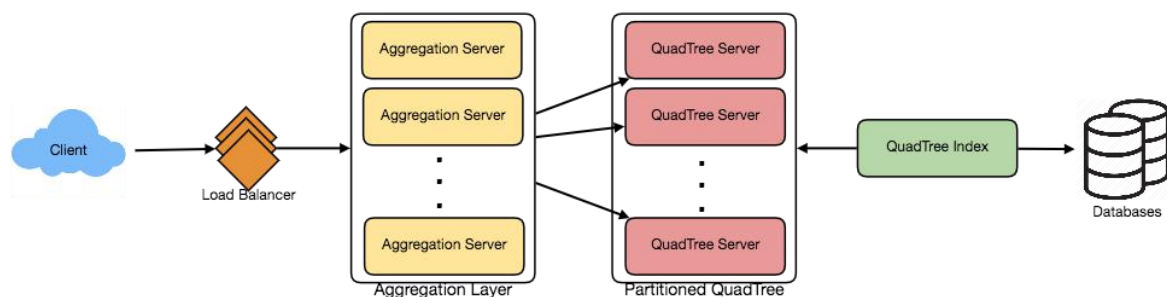 Client
Load Balancer
Aggregation Server
Aggregation Server
Aggregation Server
Aggregation Layer
QuadTree Server
QuadTree Server
QuadTree Server
Partitioned QuadTree
QuadTree Index
Databases